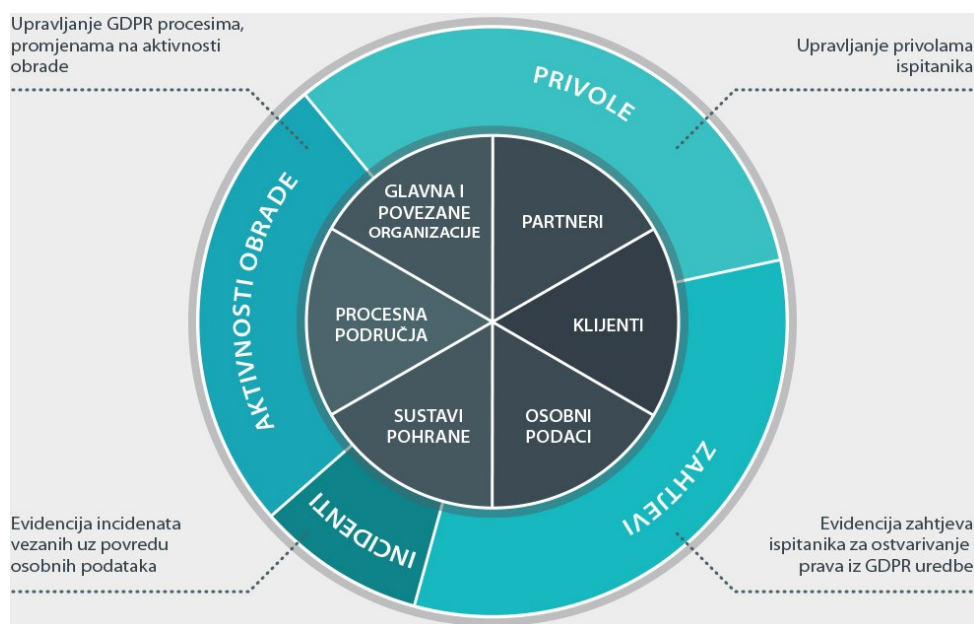 Upravljanje GDPR procesima,
promjenama na aktivnosti
obrade
Upravljanje privolama
ispitanika
PRIVOLE
AKTIVNOSTI OBRADE
GLAVNA I
POVEZANE
ORGANIZACIJE
PARTNERI
PROCESNA
PODRUČJA
KLIJENTI
SUSTAVI
POHRANE
OSOBNI
PODACI
ZAHTJEVI
INCIDENTI
Evidencija incidenata
vezanih uz povredu
osobnih podataka
Evidencija zahtjeva
ispitanika za ostvarivanje
prava iz GDPR uredbe